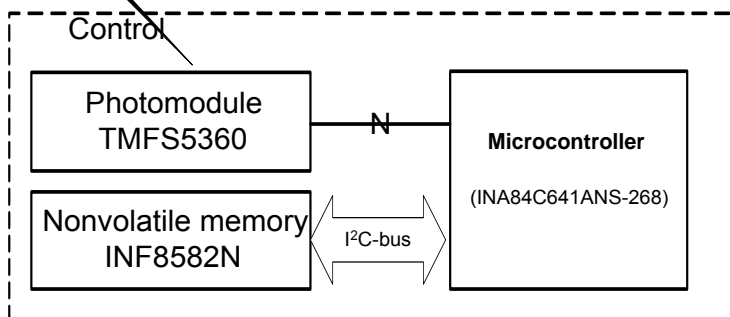 Control
Photomodule
TMFS5360
N
Microcontroller
(INA84C641ANS-268)
Nonvolatile memory
INF8582N
I²C-bus